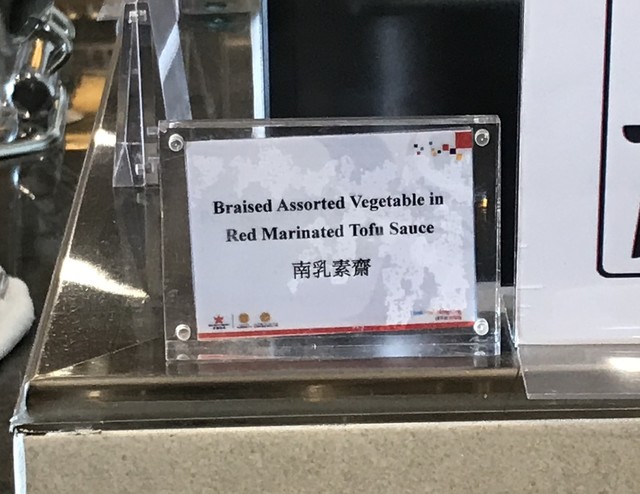 Braised Assorted Vegetable in
Red Marinated Tofu Sauce
南乳素齋